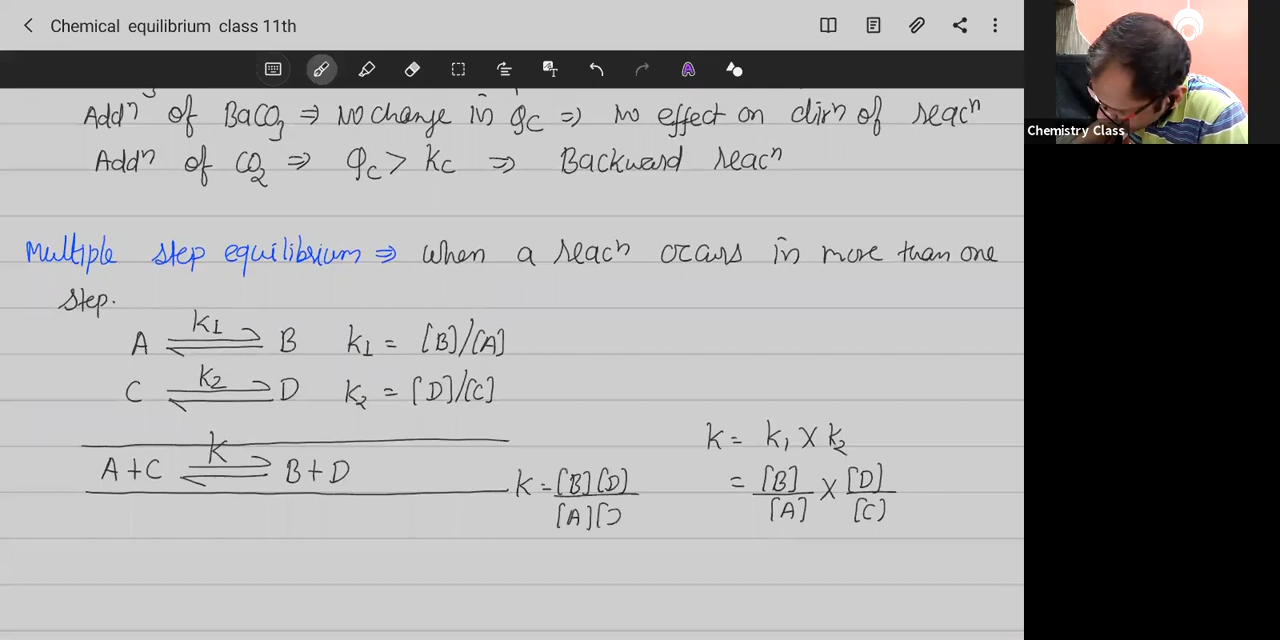 Chemical equilibrium class 11th
Chemistry Class
Addⁿ of BaCO₃ ⇒ No change in Qc ⇒ no effect on dirⁿ of reacⁿ
Addⁿ of CO₂ ⇒ Qc > Kc ⇒ Backward reacⁿ
Multiple step equilibrium ⇒ when a reacⁿ occurs in more than one
step.
A ⇌ B K1 K₁ = [B]/[A]
C ⇌ D K2 K₂ = [D]/[C]
A+C ⇌ B+D K
K = [B][D]
[A][C]
K = K₁ X K₂
= [B]/[A] X [D]/[C]